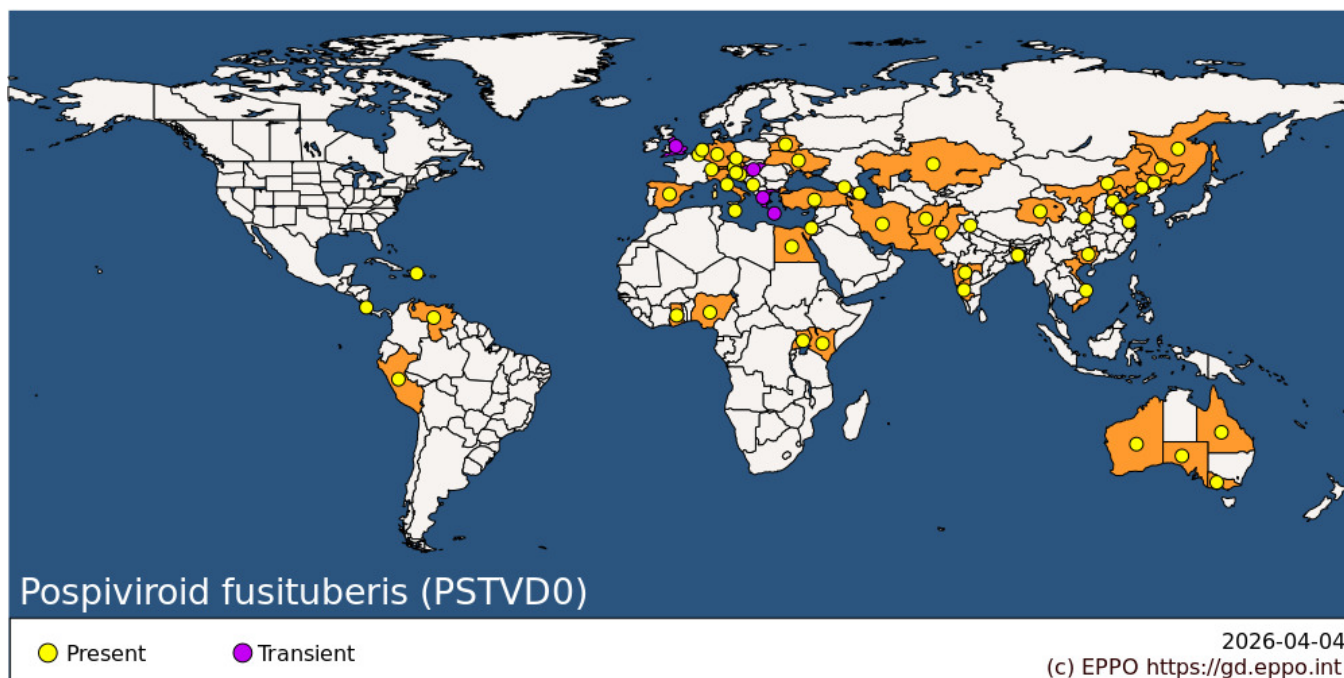 Pospiviroid fusituberis (PSTVD0)
Present
Transient
2026-04-04
(c) EPPO https://gd.eppo.int